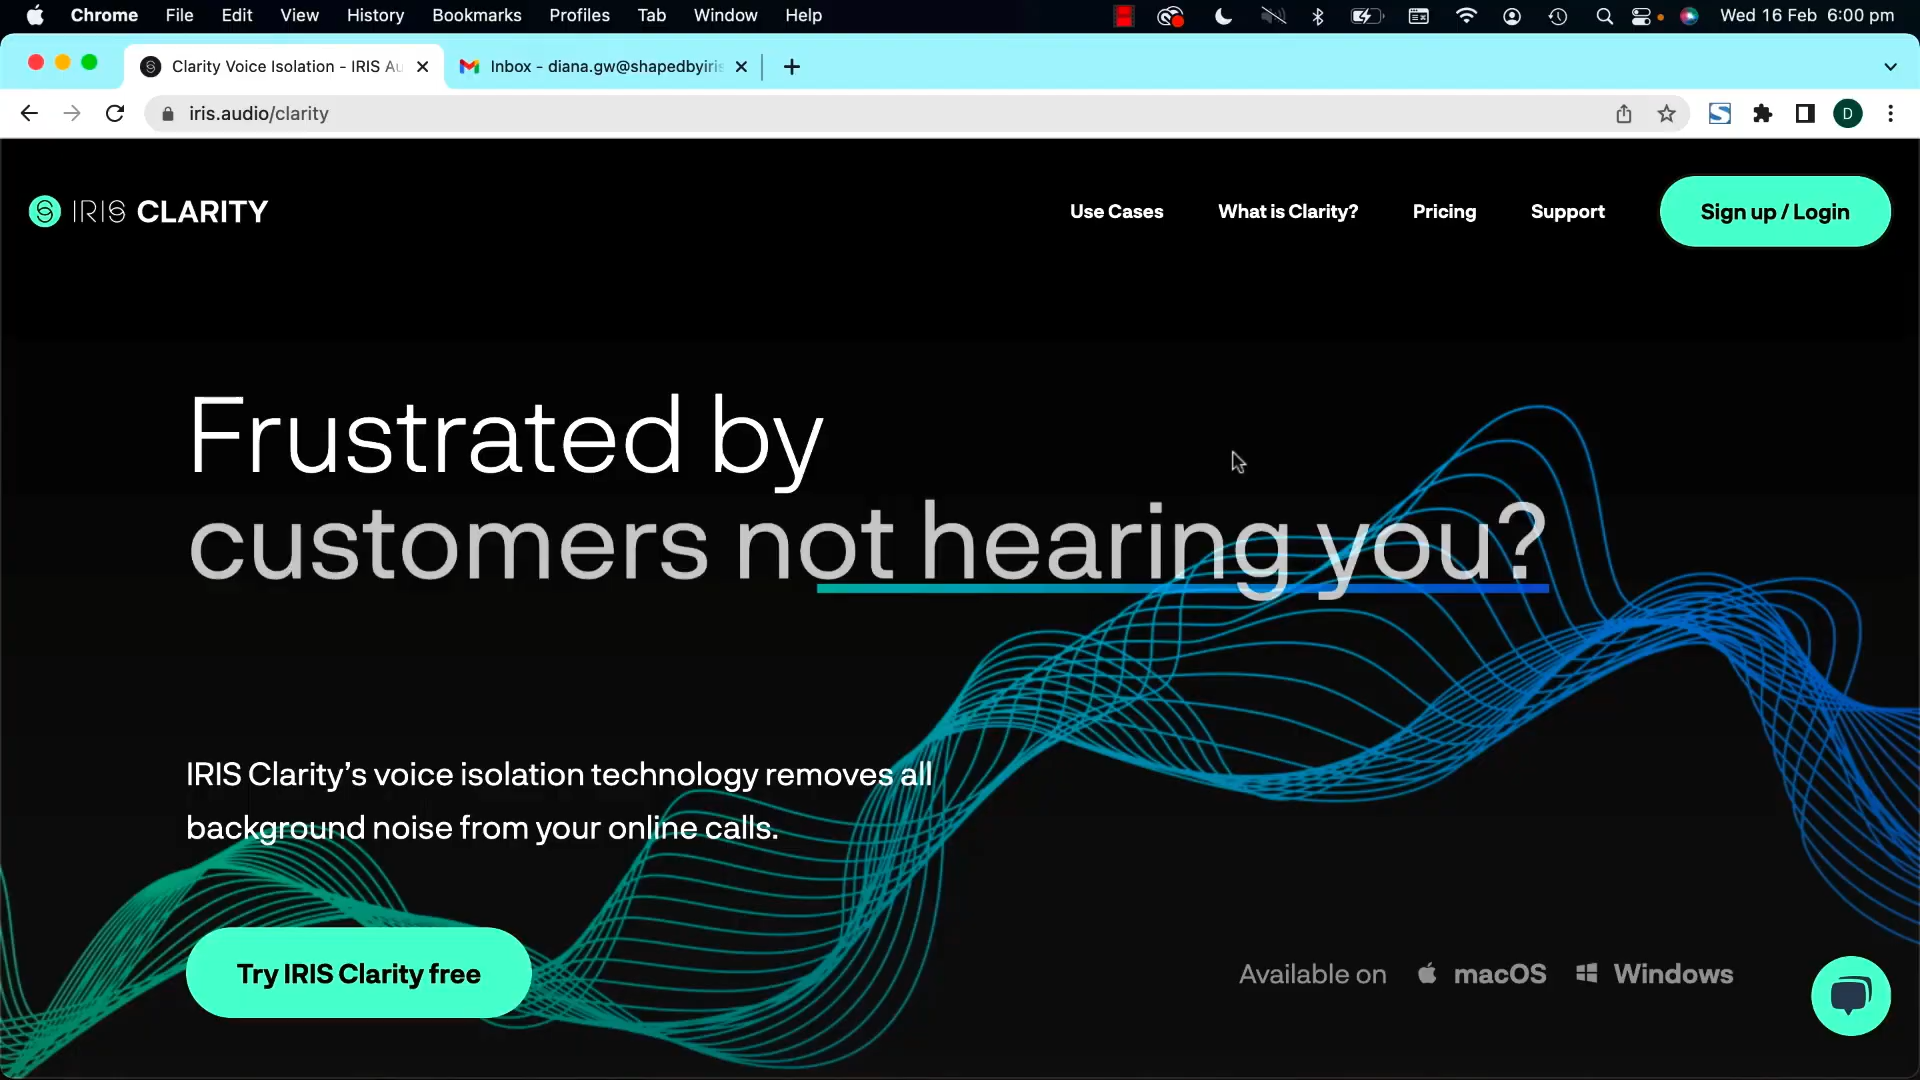 Chrome File Edit View History Bookmarks Profiles Tab Window Help Wed 16 Feb 6:00 pm
Clarity Voice Isolation - IRIS Au Inbox - diana.gw@shapedbyiris
iris.audio/clarity D
IRIS CLARITY Use Cases What is Clarity? Pricing Support Sign up / Login
Frustrated by
customers not hearing you?
IRIS Clarity’s voice isolation technology removes all
background noise from your online calls.
Try IRIS Clarity free Available on macOS Windows